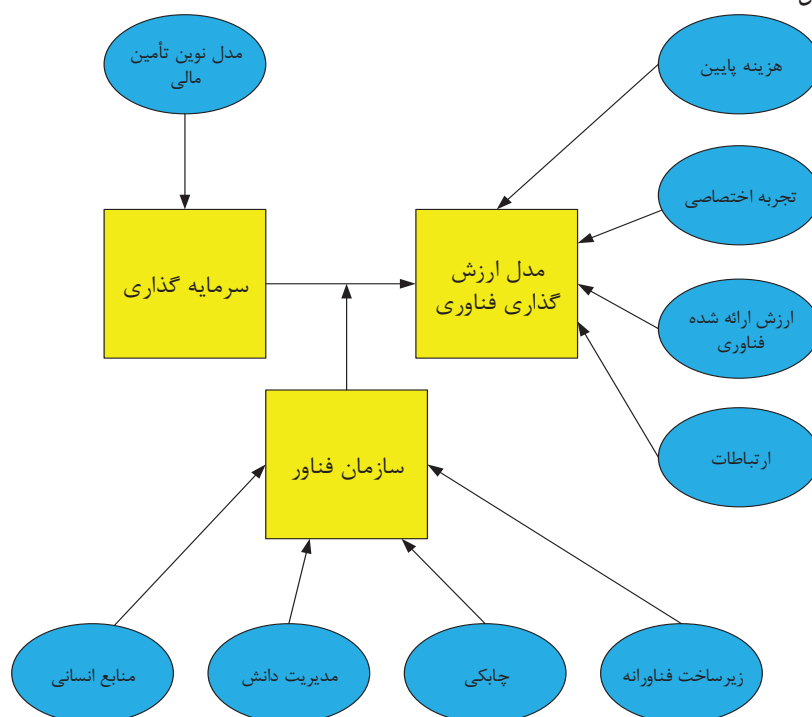 مدل نوین تأمین
مالی
هزینه پایین
تجربه اختصاصی
سرمایه گذاری
مدل ارزش
گذاری فناوری
ارزش ارائه شده
فناوری
سازمان فناور
ارتباطات
زیرساخت فناورانه
چابکی
مدیریت دانش
منابع انسانی